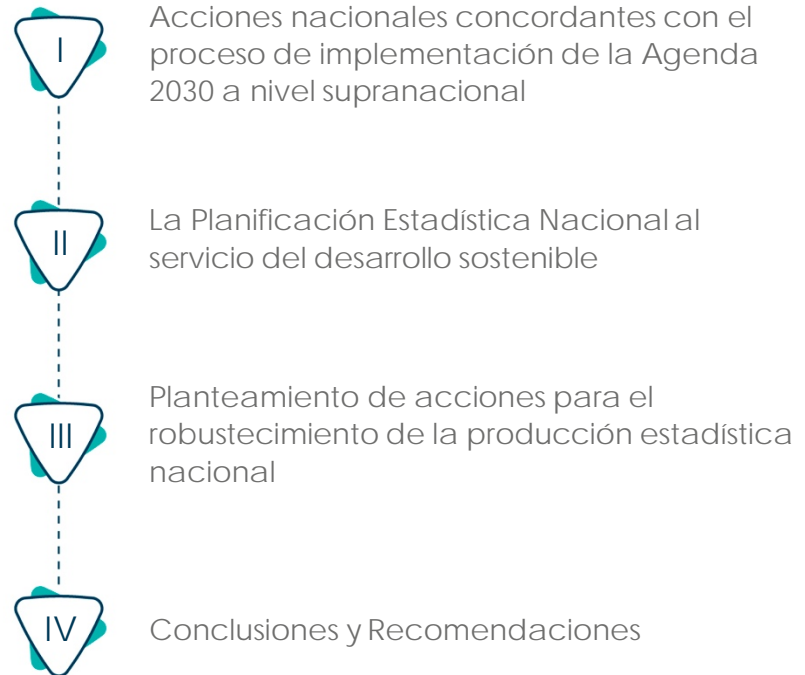 I
Acciones nacionales concordantes con el
proceso de implementación de la Agenda
2030 a nivel supranacional
II
La Planificación Estadística Nacional al
servicio del desarrollo sostenible
III
Planteamiento de acciones para el
robustecimiento de la producción estadística
nacional
IV
Conclusiones y Recomendaciones